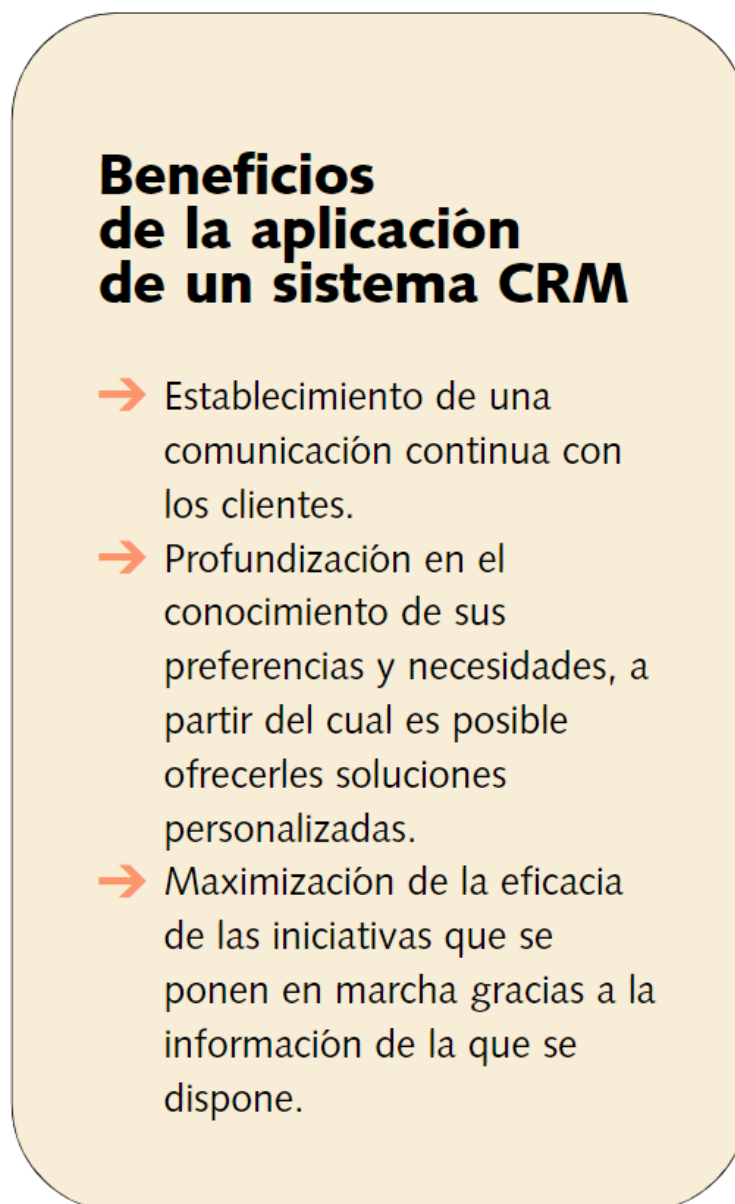 Beneficios
de la aplicación
de un sistema CRM
→ Establecimiento de una
comunicación continua con
los clientes.
→ Profundización en el
conocimiento de sus
preferencias y necesidades, a
partir del cual es posible
ofrecerles soluciones
personalizadas.
→ Maximización de la eficacia
de las iniciativas que se
ponen en marcha gracias a la
información de la que se
dispone.